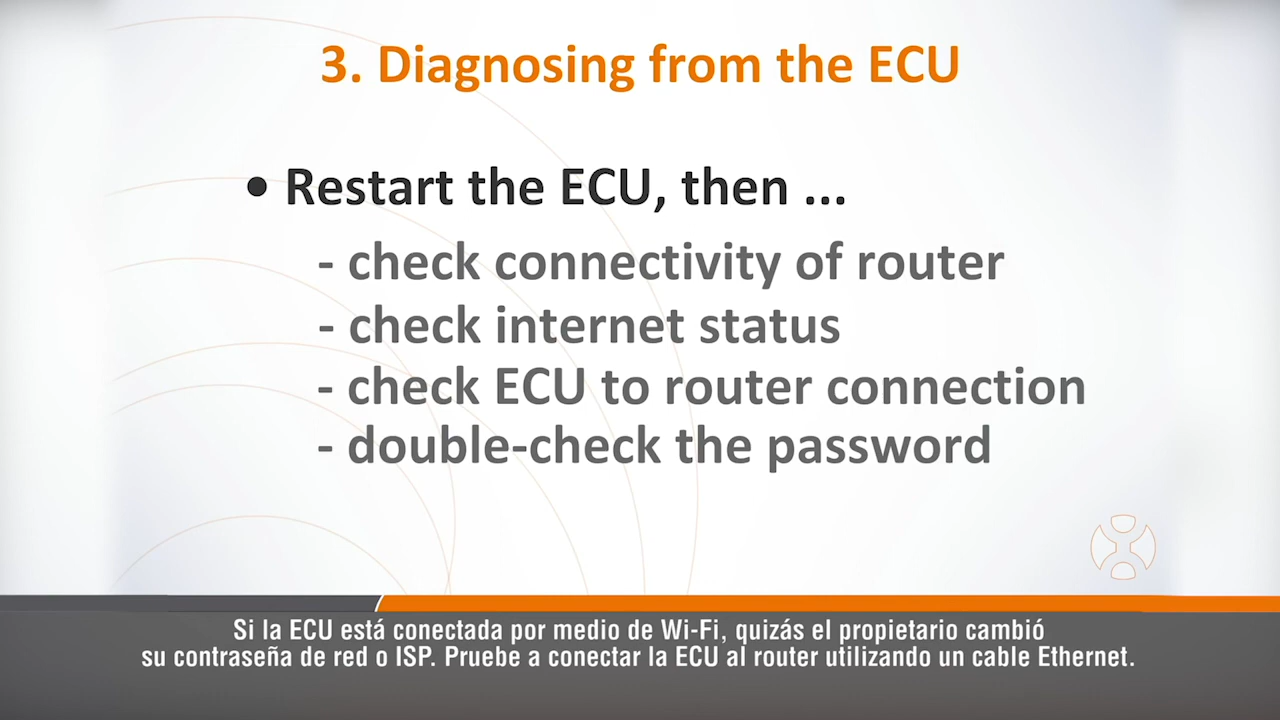 3. Diagnosing from the ECU
• Restart the ECU, then ...
- check connectivity of router
- check internet status
- check ECU to router connection
- double-check the password
Si la ECU está conectada por medio de Wi-Fi, quizás el propietario cambió
su contraseña de red o ISP. Pruebe a conectar la ECU al router utilizando un cable Ethernet.